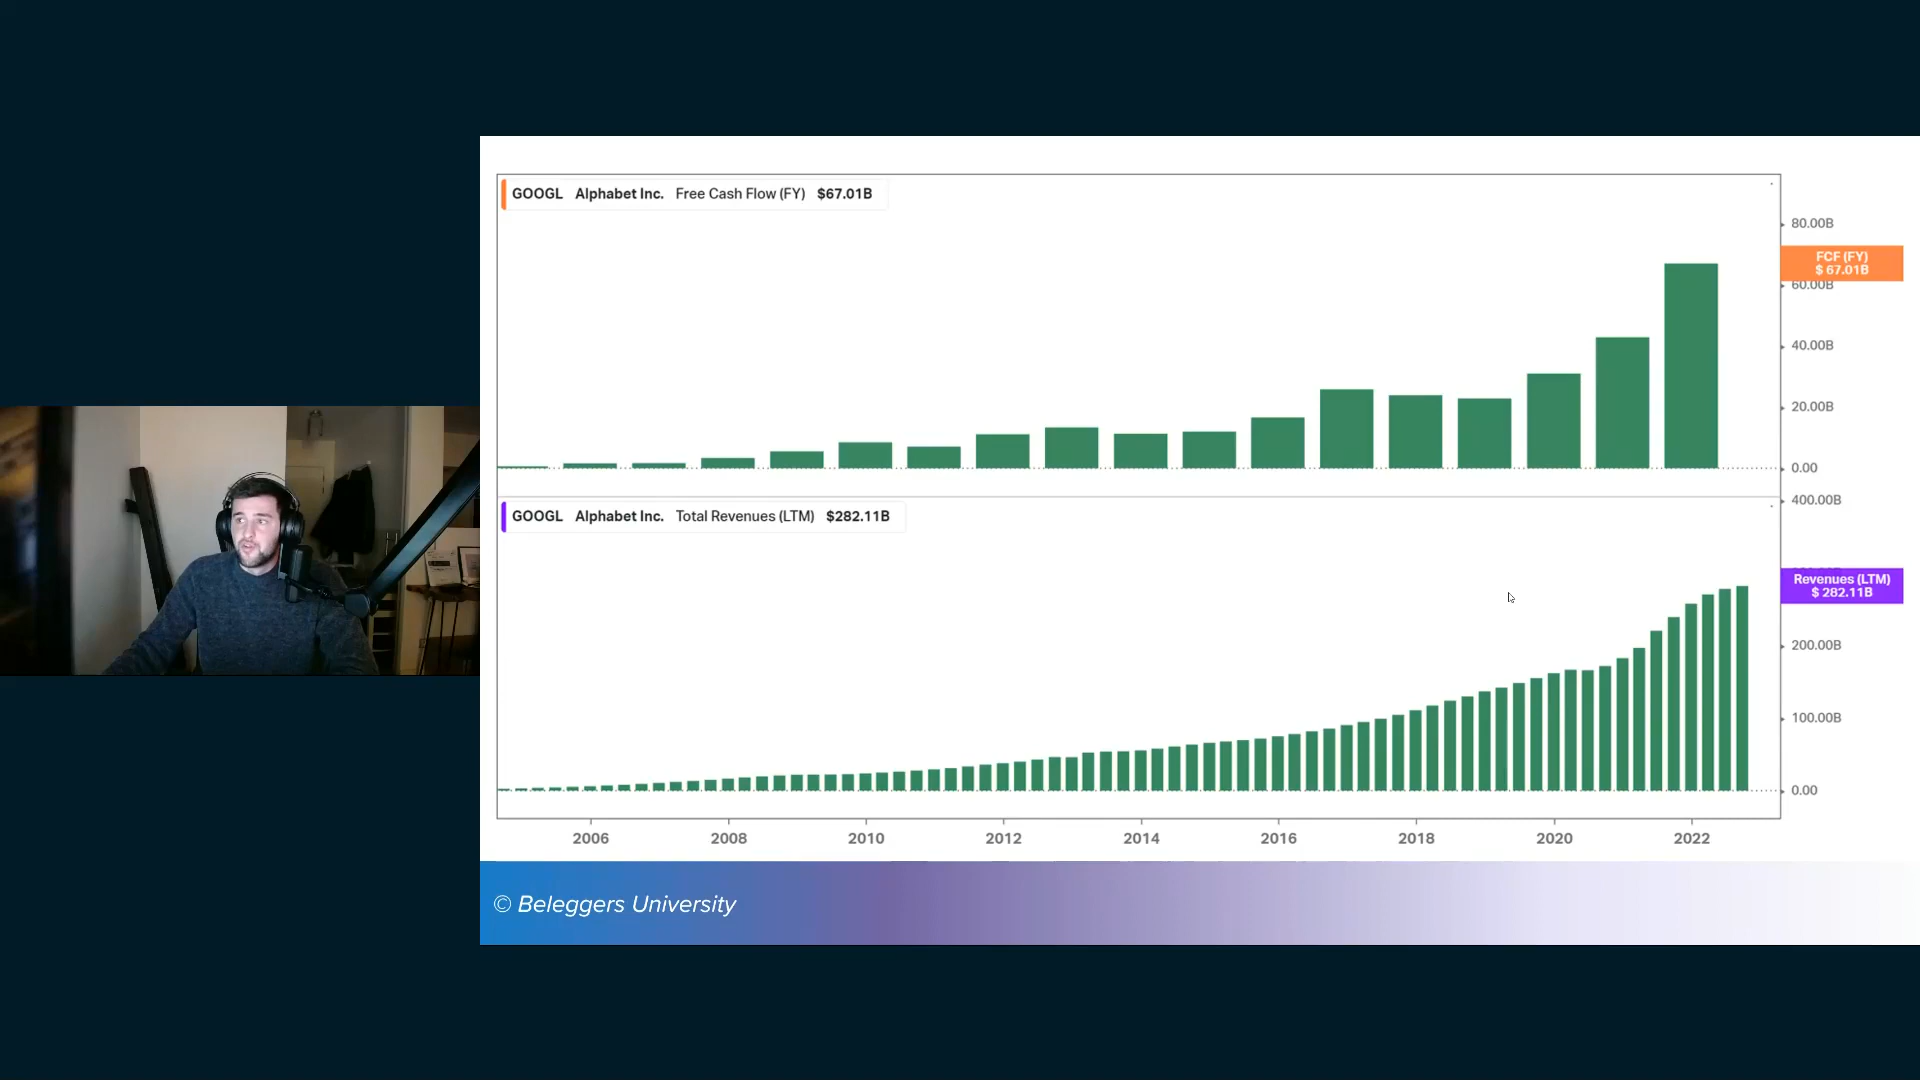 GOOGL Alphabet Inc. Free Cash Flow (FY) $67.01B
80.00B
FCF (FY)
$ 67.01B
60.00B
40.00B
20.00B
0.00
GOOGL Alphabet Inc. Total Revenues (LTM) $282.11B
400.00B
Revenues (LTM)
$ 282.11B
200.00B
100.00B
0.00
2006 2008 2010 2012 2014 2016 2018 2020 2022
© Beleggers University